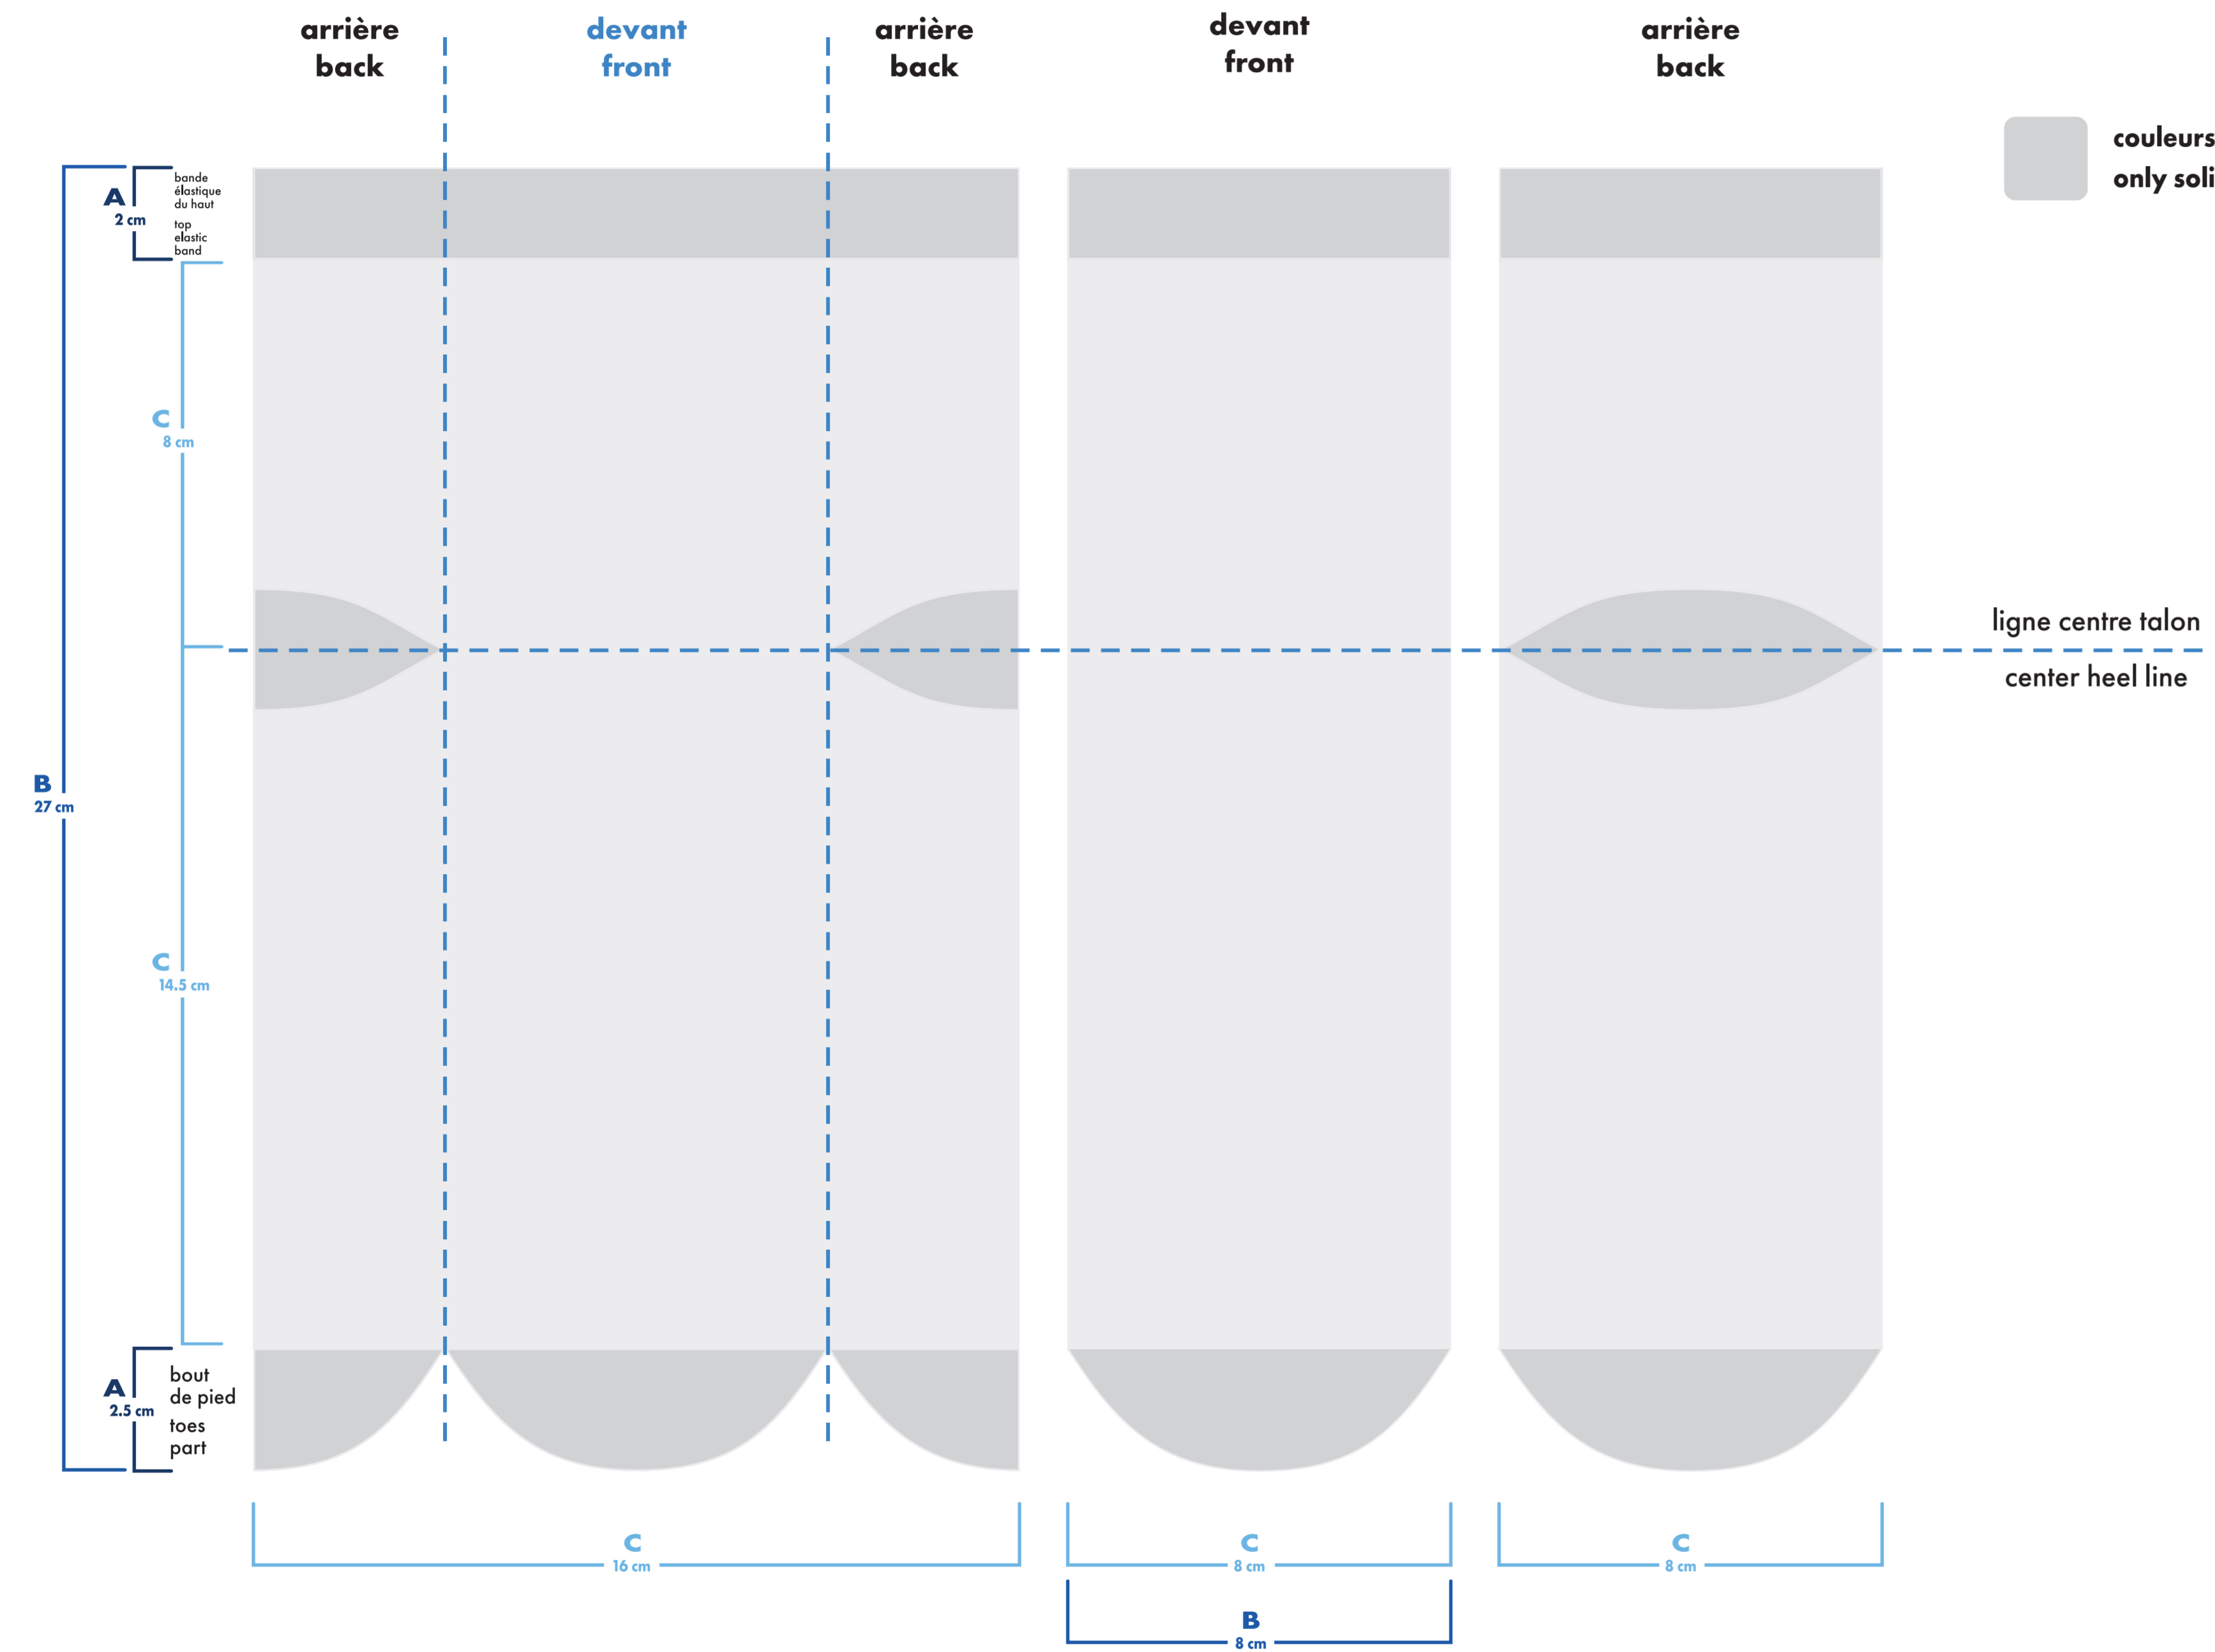 arrière
back
devant
front
arrière
back
devant
front
arrière
back
couleurs
only soli
A
2 cm
bande
élastique
du haut
top
elastic
band
C
8 cm
ligne centre talon
center heel line
B
27 cm
C
14.5 cm
A
2.5 cm
bout
de pied
toes
part
C
16 cm
C
8 cm
C
8 cm
B
8 cm